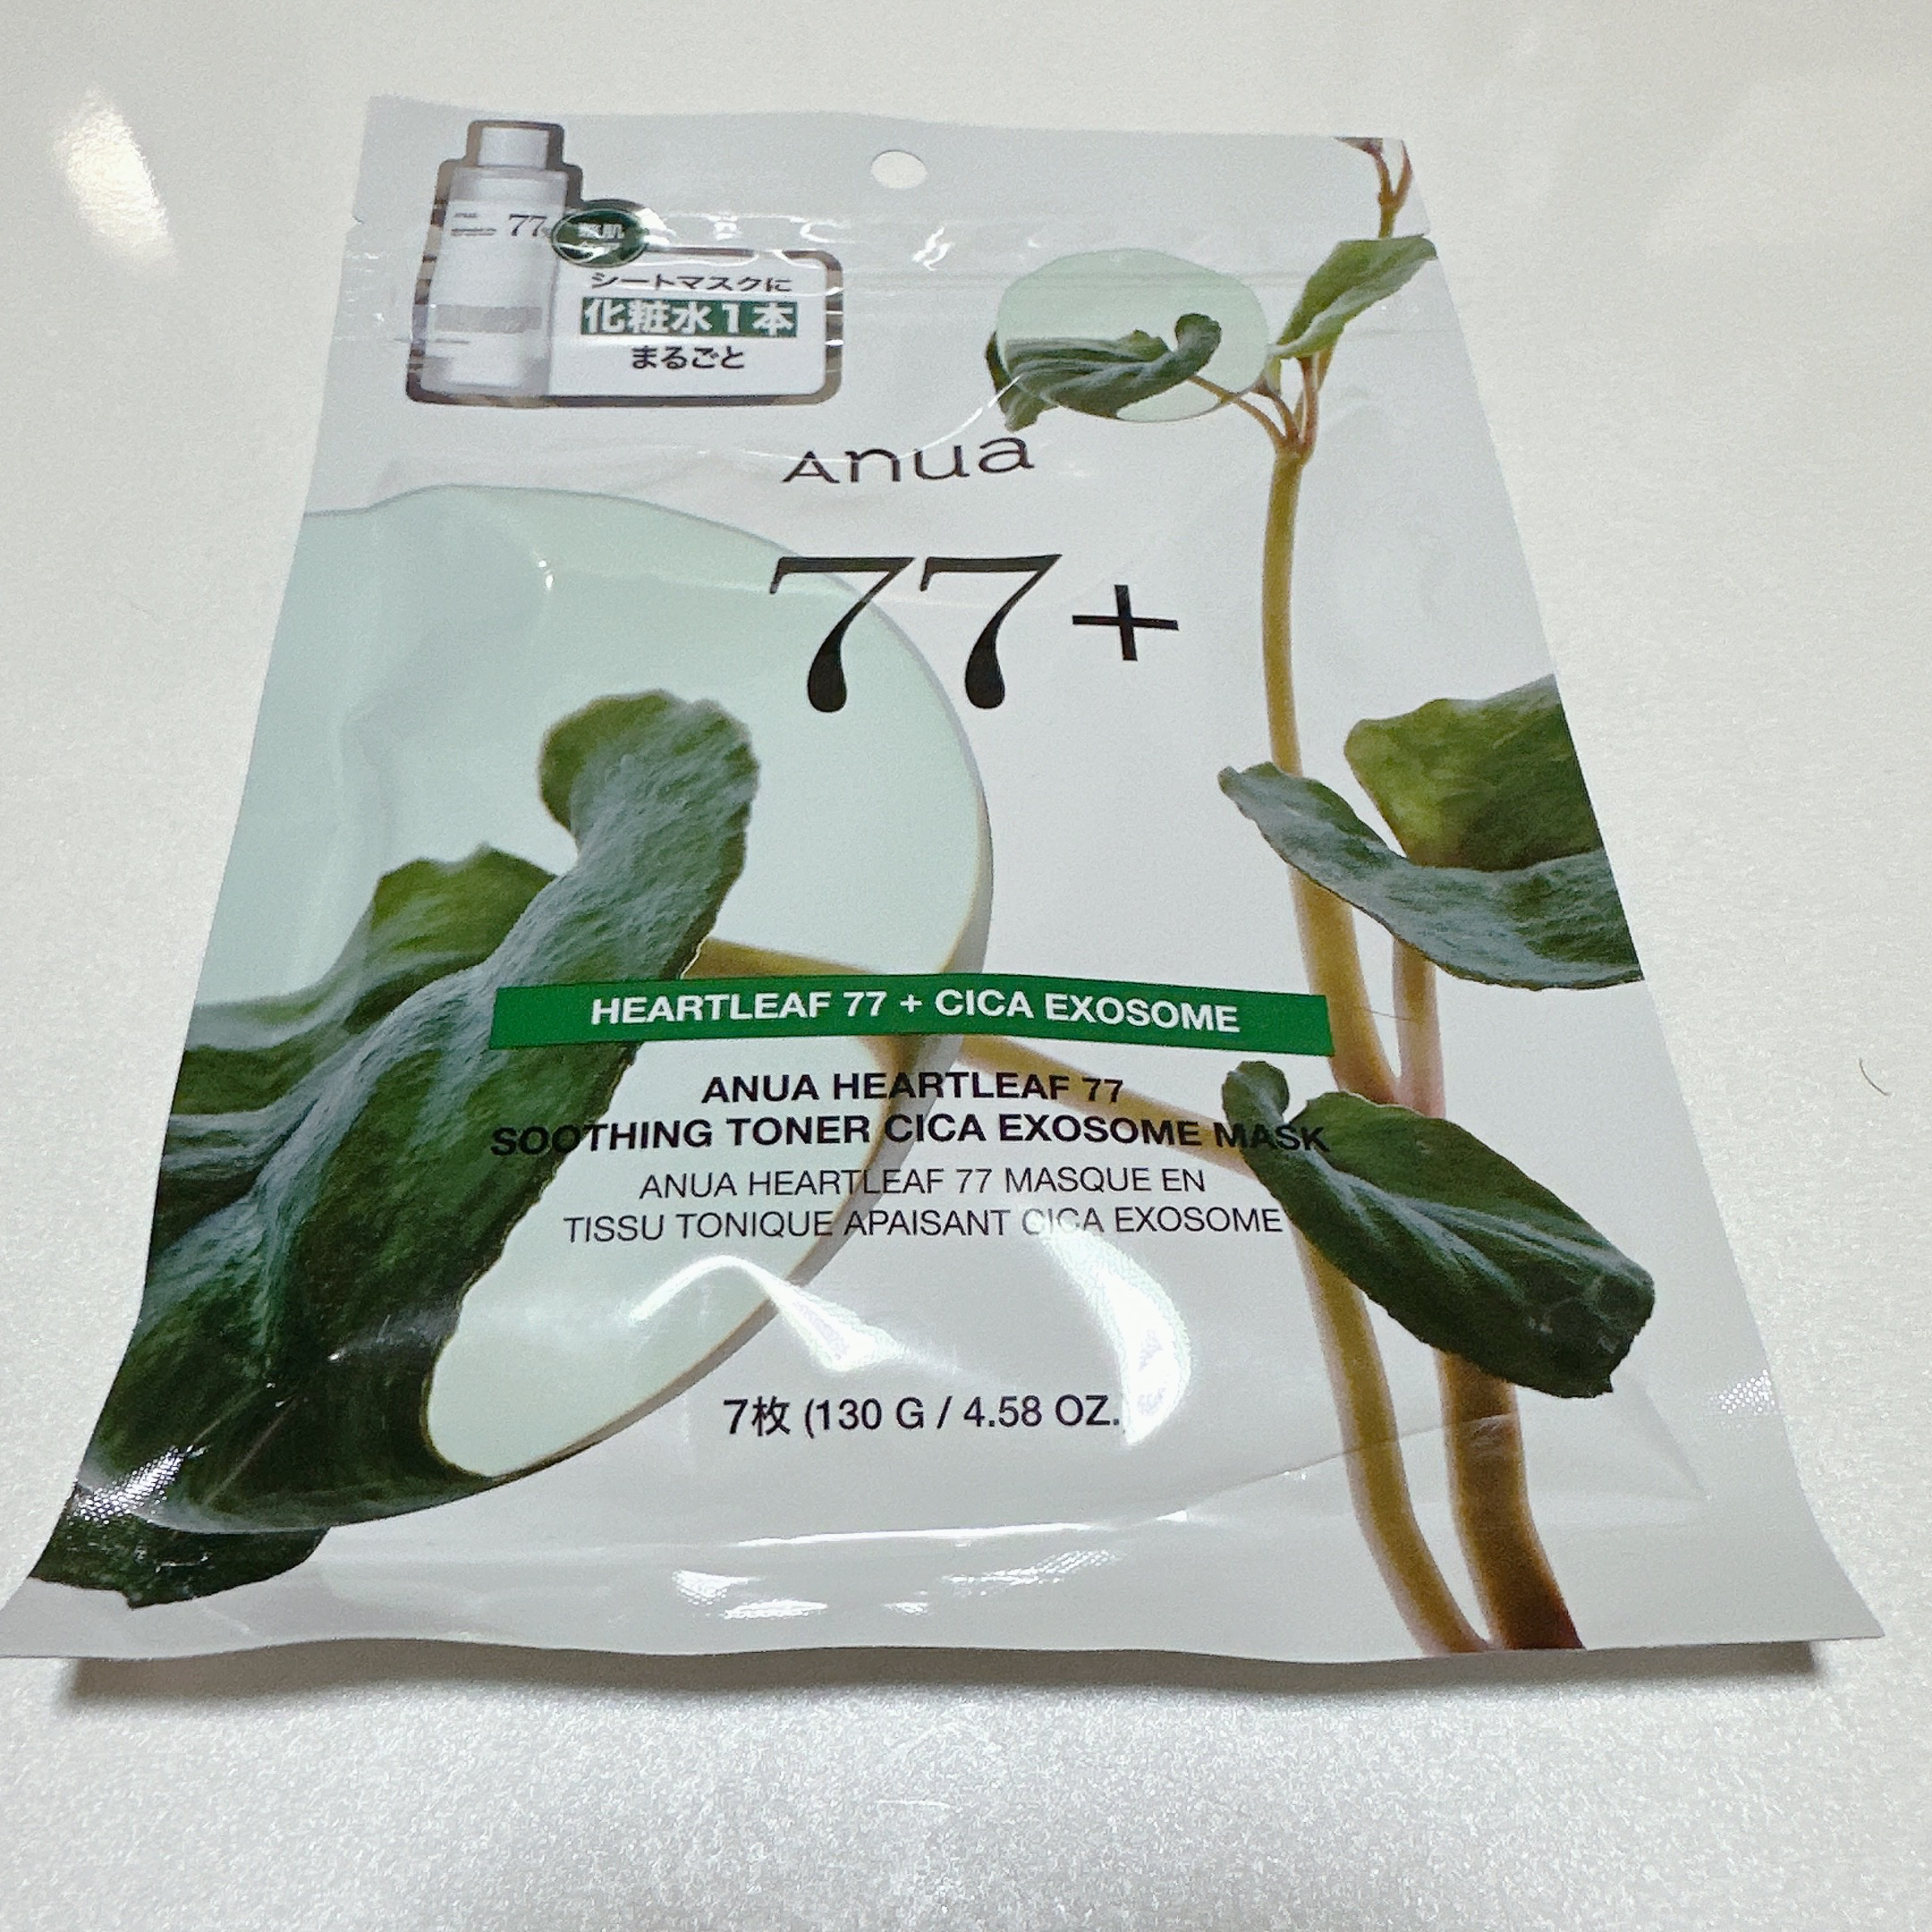 77
シートマスクに
化粧水1本
まるごと
Anua
77+
HEARTLEAF 77 + CICA EXOSOME
ANUA HEARTLEAF 77
SOOTHING TONER CICA EXOSOME MASK
ANUA HEARTLEAF 77 MASQUE EN
TISSU TONIQUE APAISANT CICA EXOSOME
7枚 (130 G / 4.58 OZ.